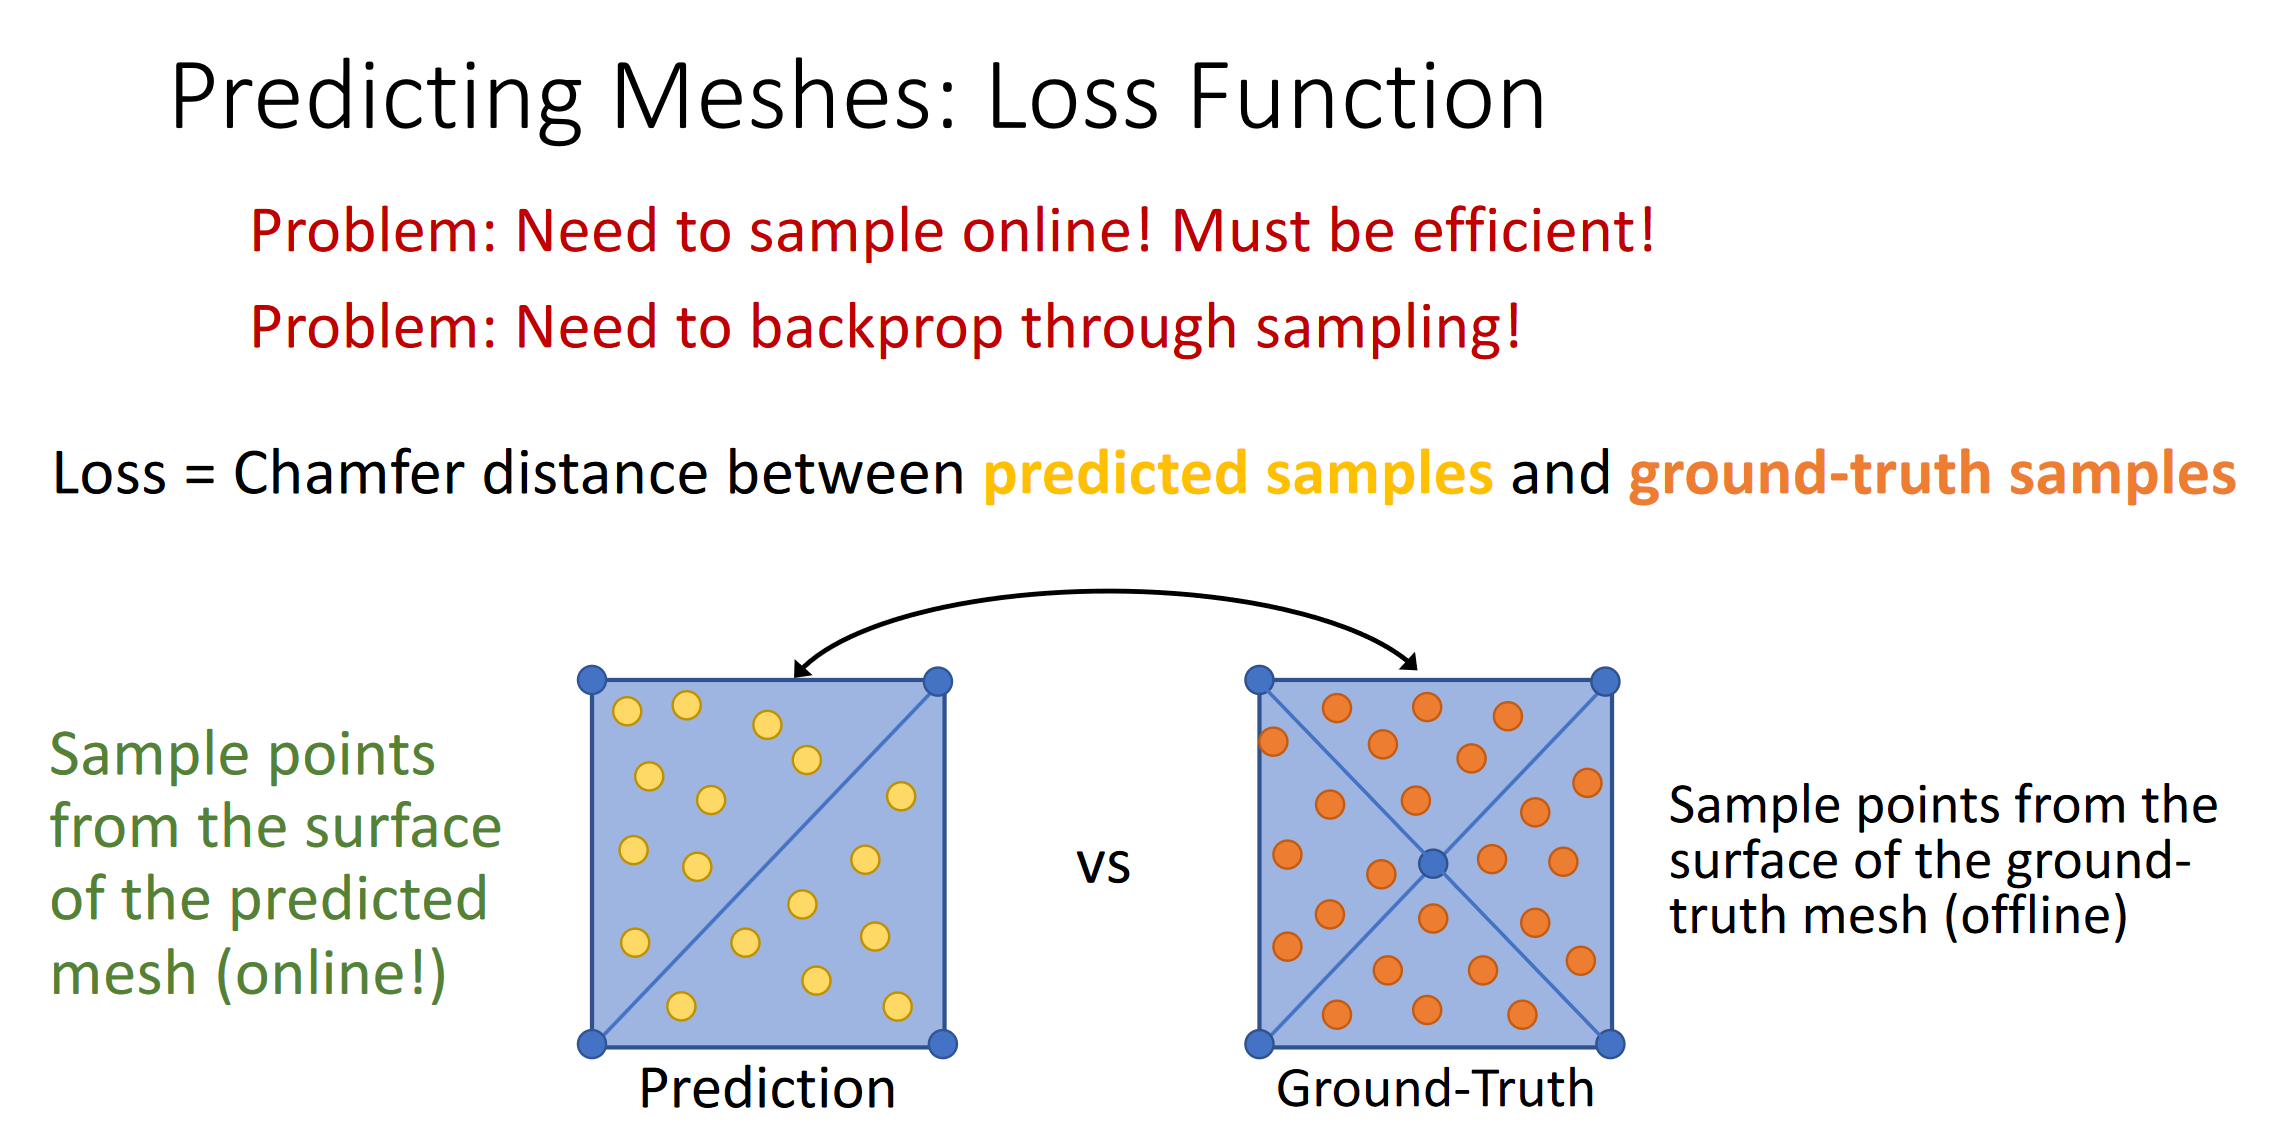 Predicting Meshes: Loss Function
Problem: Need to sample online! Must be efficient!
Problem: Need to backprop through sampling!
Loss = Chamfer distance between predicted samples and ground-truth samples
Sample points
from the surface
of the predicted
mesh (online!)
vs
Sample points from the
surface of the ground-
truth mesh (offline)
Prediction
Ground-Truth